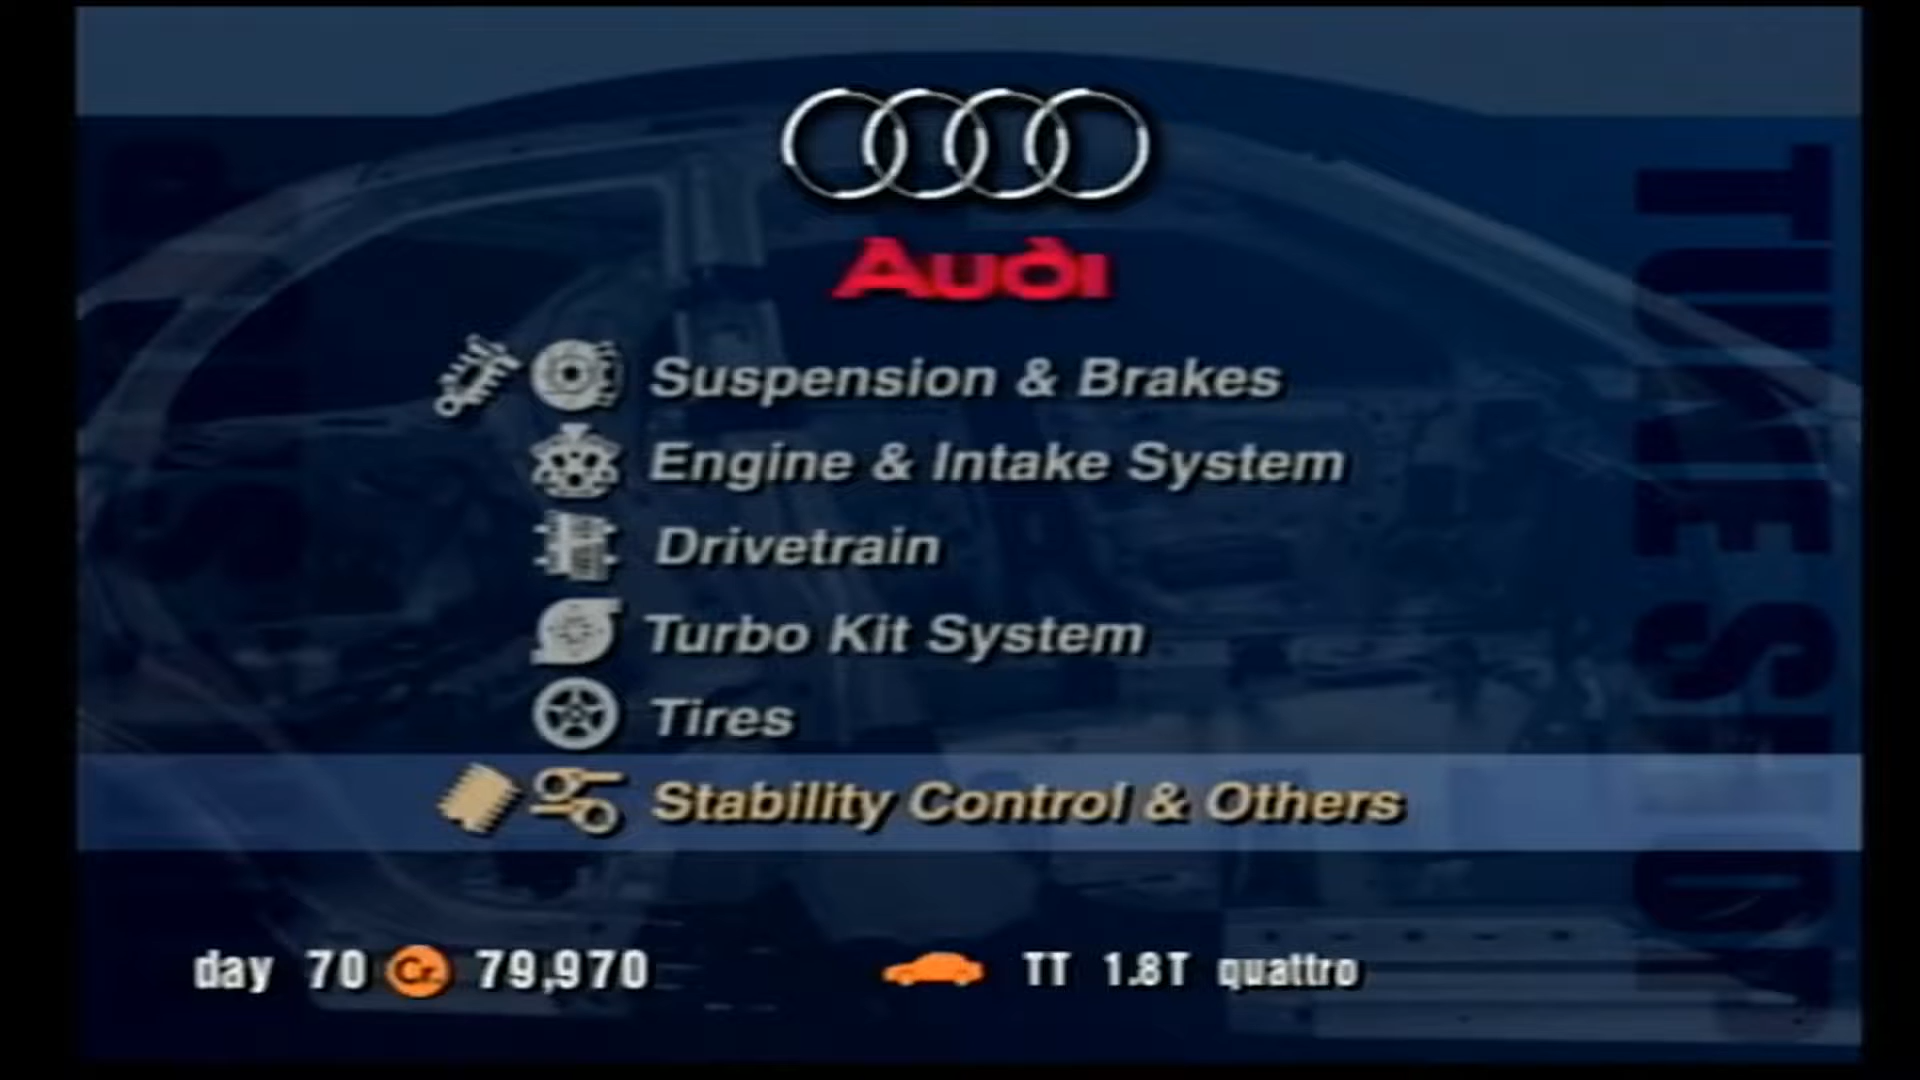 Audi
Suspension & Brakes
Engine & Intake System
Drivetrain
Turbo Kit System
Tires
Stability Control & Others
day 70 Cr. 79,970 TT 1.8T quattro
TUNE SHOP